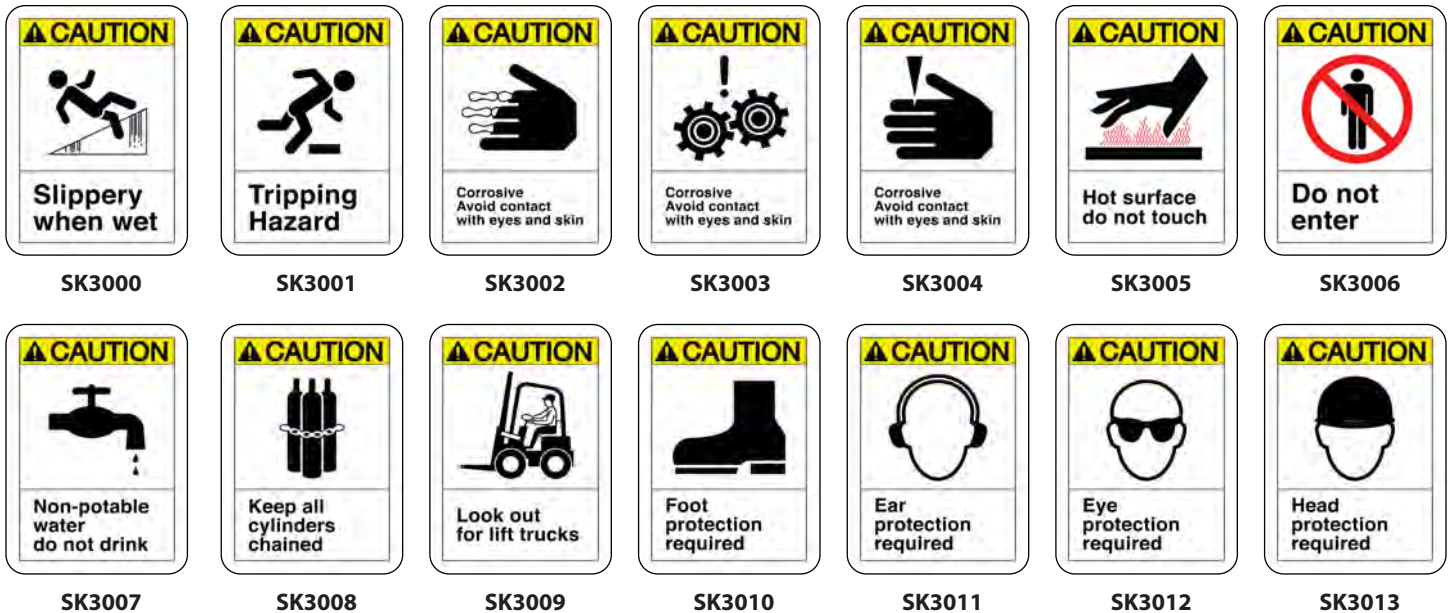 CAUTION
Slippery
when wet
SK3000
CAUTION
Tripping
Hazard
SK3001
CAUTION
Corrosive
Avoid contact
with eyes and skin
SK3002
CAUTION
!
Corrosive
Avoid contact
with eyes and skin
SK3003
CAUTION
Corrosive
Avoid contact
with eyes and skin
SK3004
CAUTION
Hot surface
do not touch
SK3005
CAUTION
Do not
enter
SK3006
CAUTION
Non-potable
water
do not drink
SK3007
CAUTION
Keep all
cylinders
chained
SK3008
CAUTION
Look out
for lift trucks
SK3009
CAUTION
Foot
protection
required
SK3010
CAUTION
Ear
protection
required
SK3011
CAUTION
Eye
protection
required
SK3012
CAUTION
Head
protection
required
SK3013